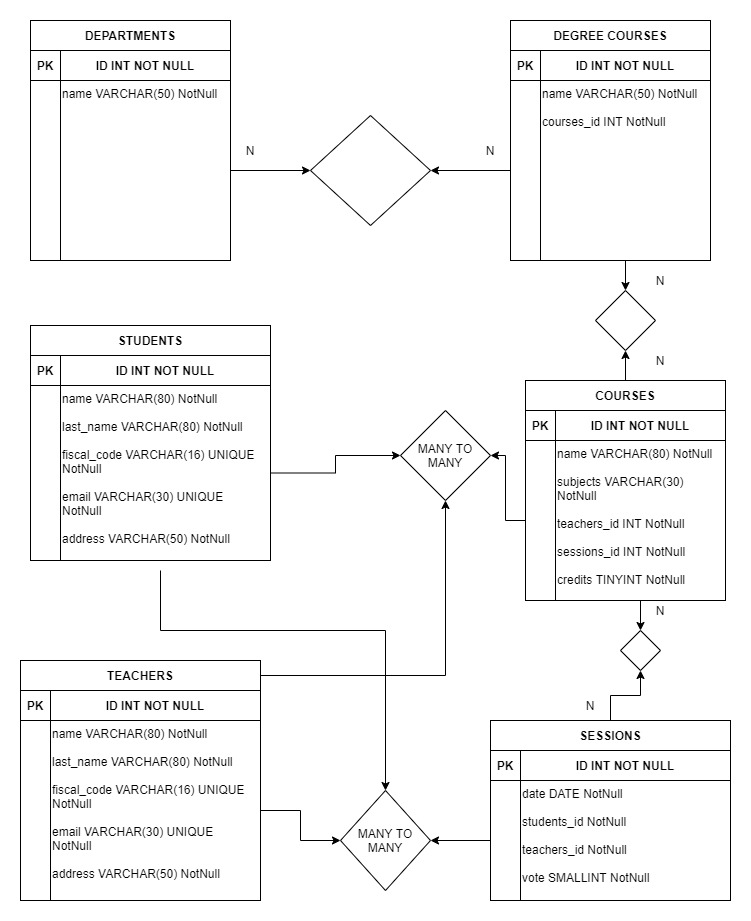 DEPARTMENTS
PK ID INT NOT NULL
name VARCHAR(50) NotNull
DEGREE COURSES
PK ID INT NOT NULL
name VARCHAR(50) NotNull
courses_id INT NotNull
N
N
N
N
STUDENTS
PK ID INT NOT NULL
name VARCHAR(80) NotNull
last_name VARCHAR(80) NotNull
fiscal_code VARCHAR(16) UNIQUE
NotNull
email VARCHAR(30) UNIQUE
NotNull
address VARCHAR(50) NotNull
MANY TO
MANY
COURSES
PK ID INT NOT NULL
name VARCHAR(80) NotNull
subjects VARCHAR(30)
NotNull
teachers_id INT NotNull
sessions_id INT NotNull
credits TINYINT NotNull
N
N
TEACHERS
PK ID INT NOT NULL
name VARCHAR(80) NotNull
last_name VARCHAR(80) NotNull
fiscal_code VARCHAR(16) UNIQUE
NotNull
email VARCHAR(30) UNIQUE
NotNull
address VARCHAR(50) NotNull
MANY TO
MANY
SESSIONS
PK ID INT NOT NULL
date DATE NotNull
students_id NotNull
teachers_id NotNull
vote SMALLINT NotNull